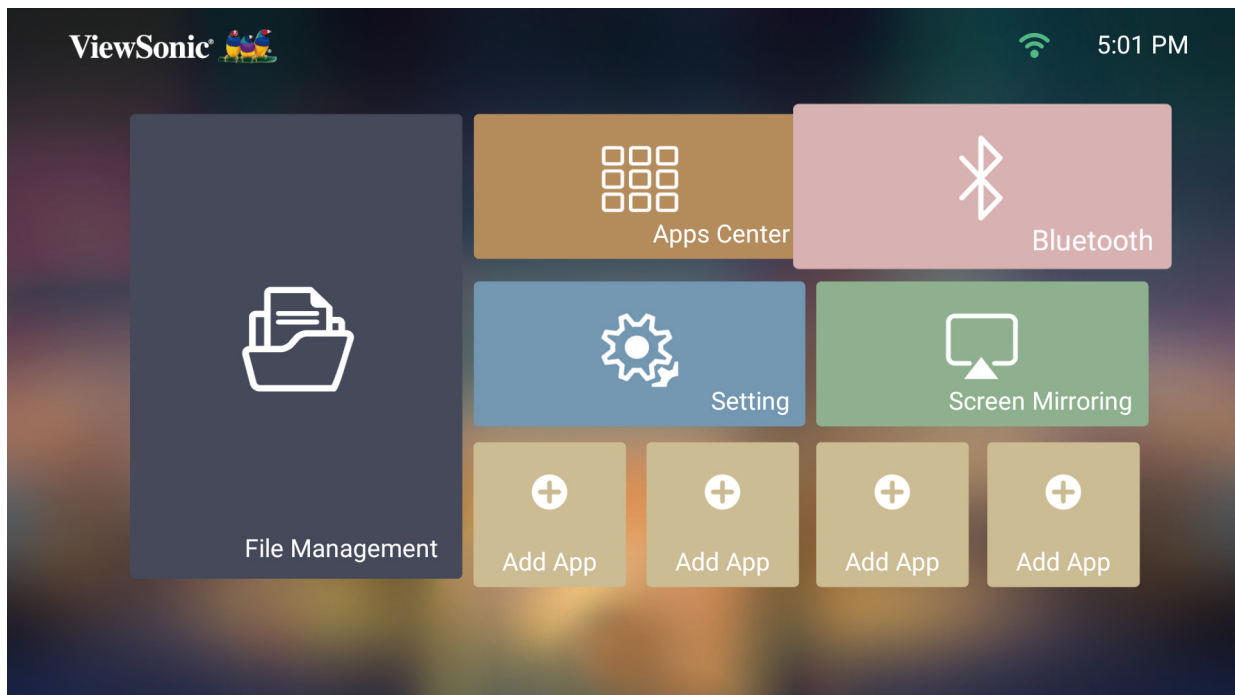 ViewSonic®
5:01 PM
Apps Center
Bluetooth
Setting
Screen Mirroring
File Management
Add App
Add App
Add App
Add App